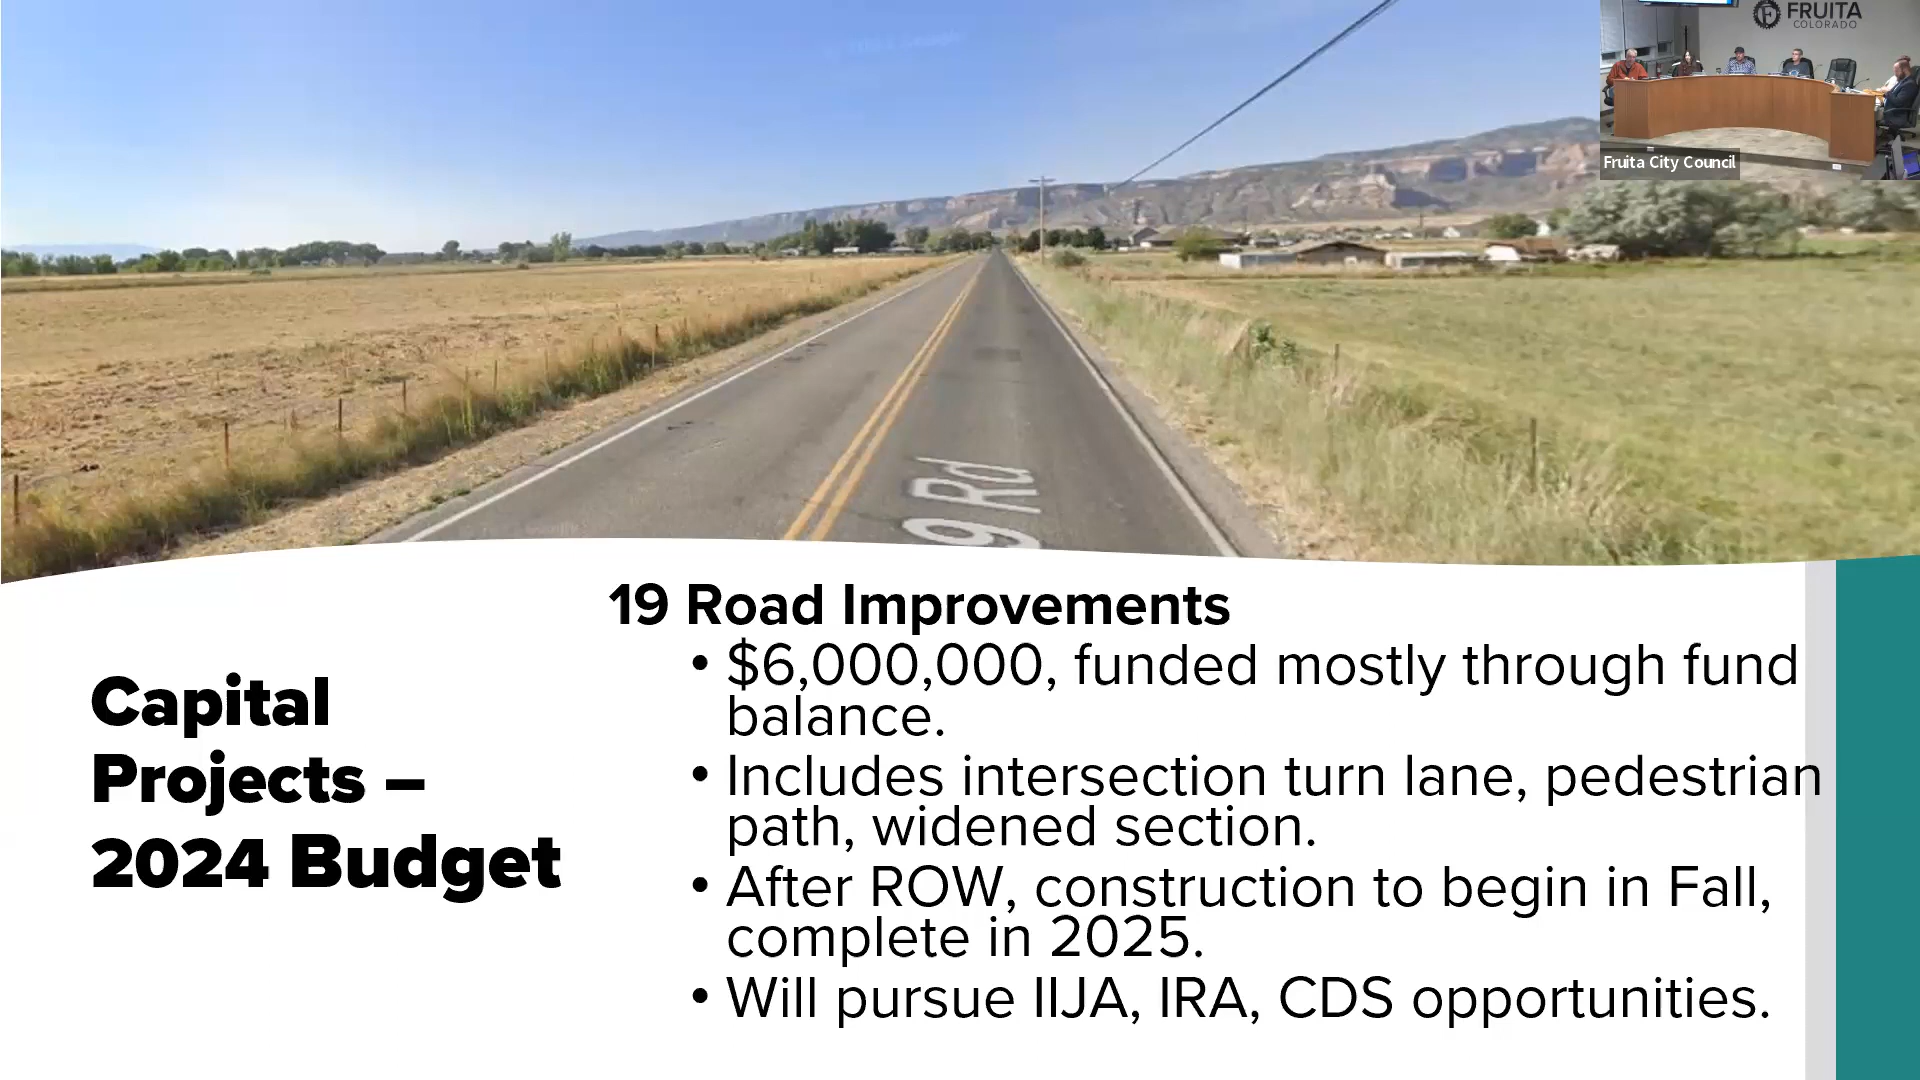 FRUITA
COLORADO
Fruita City Council
9 Rd
19 Road Improvements
• $6,000,000, funded mostly through fund
balance.
• Includes intersection turn lane, pedestrian
path, widened section.
• After ROW, construction to begin in Fall,
complete in 2025.
• Will pursue IIJA, IRA, CDS opportunities.
Capital
Projects –
2024 Budget